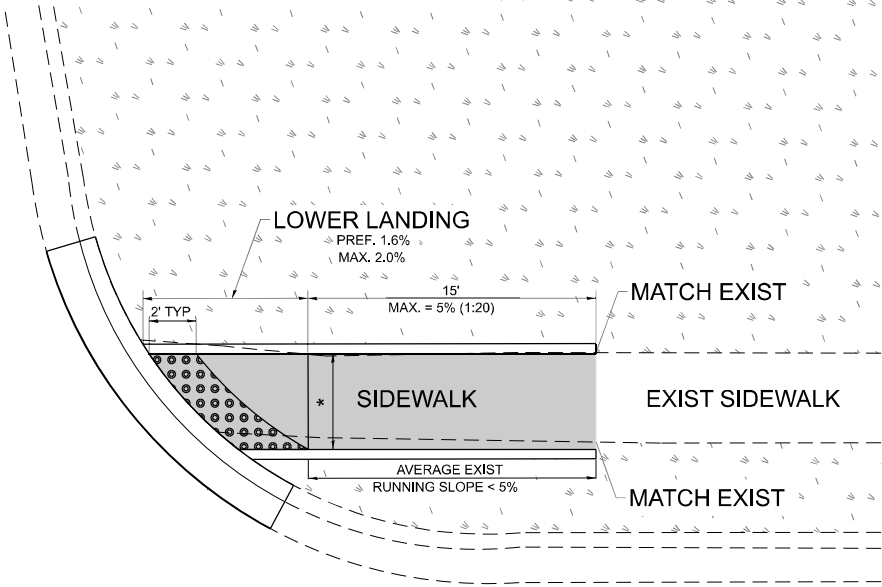 LOWER LANDING
PREF. 1.6%
MAX. 2.0%
15'
MAX. = 5% (1:20)
2' TYP
MATCH EXIST
*
SIDEWALK
EXIST SIDEWALK
AVERAGE EXIST
RUNNING SLOPE < 5%
MATCH EXIST